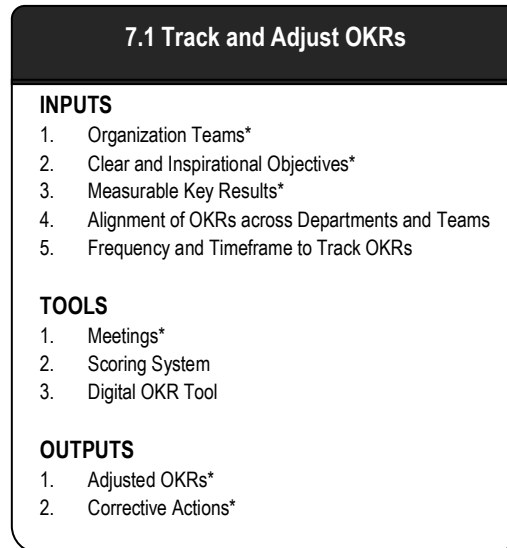 7.1 Track and Adjust OKRs
INPUTS
1. Organization Teams*
2. Clear and Inspirational Objectives*
3. Measurable Key Results*
4. Alignment of OKRs across Departments and Teams
5. Frequency and Timeframe to Track OKRs
TOOLS
1. Meetings*
2. Scoring System
3. Digital OKR Tool
OUTPUTS
1. Adjusted OKRs*
2. Corrective Actions*